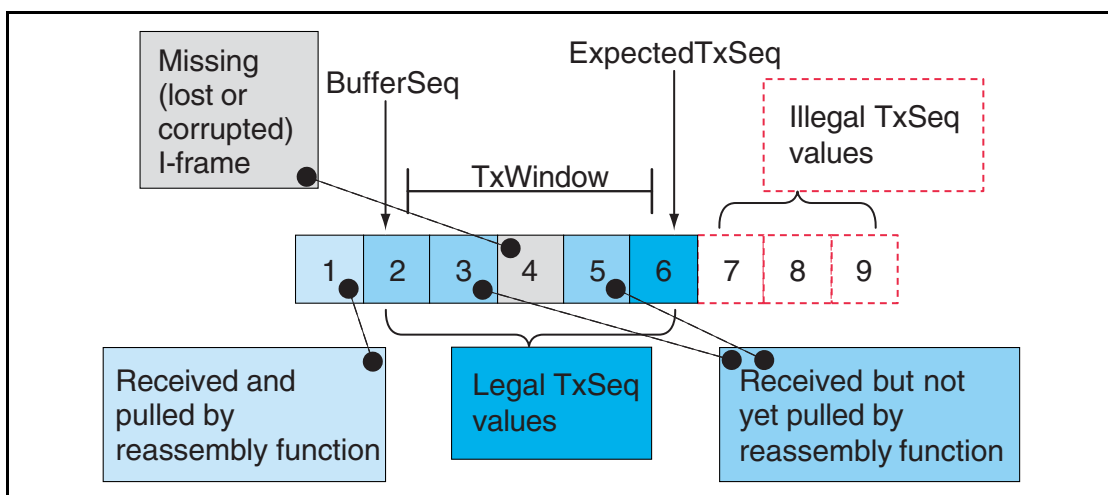 Missing
(lost or
corrupted)
I-frame
BufferSeq
ExpectedTxSeq
Illegal TxSeq
values
TxWindow
1 2 3 4 5 6 7 8 9
Received and
pulled by
reassembly function
Legal TxSeq
values
Received but not
yet pulled by
reassembly function